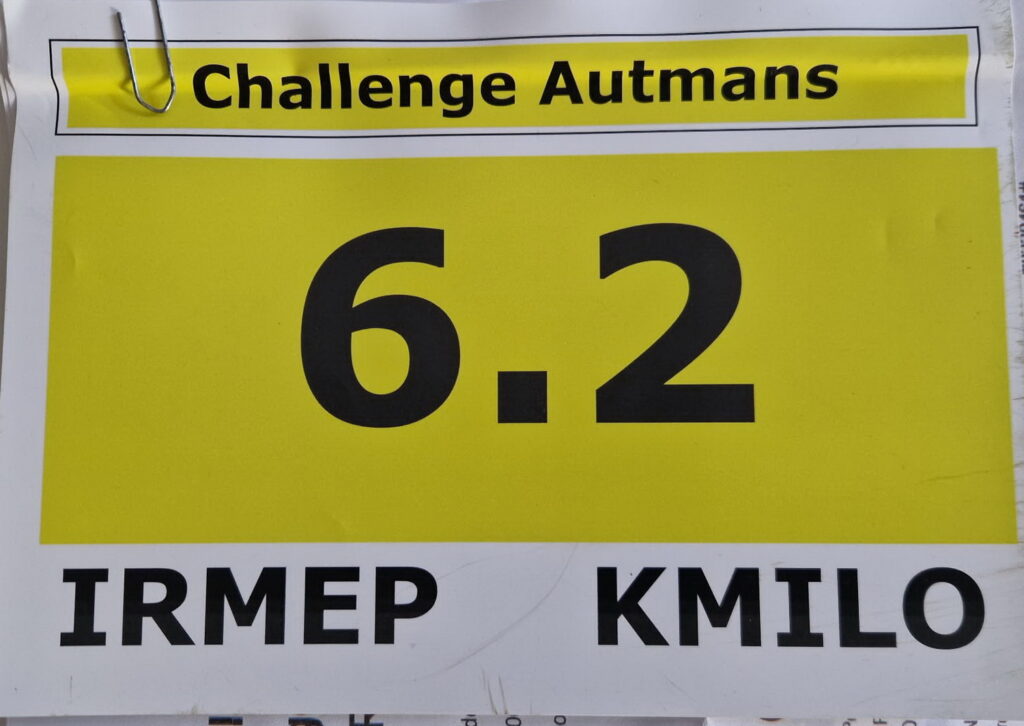 Challenge Autmans
6.2
IRMEP KMILO